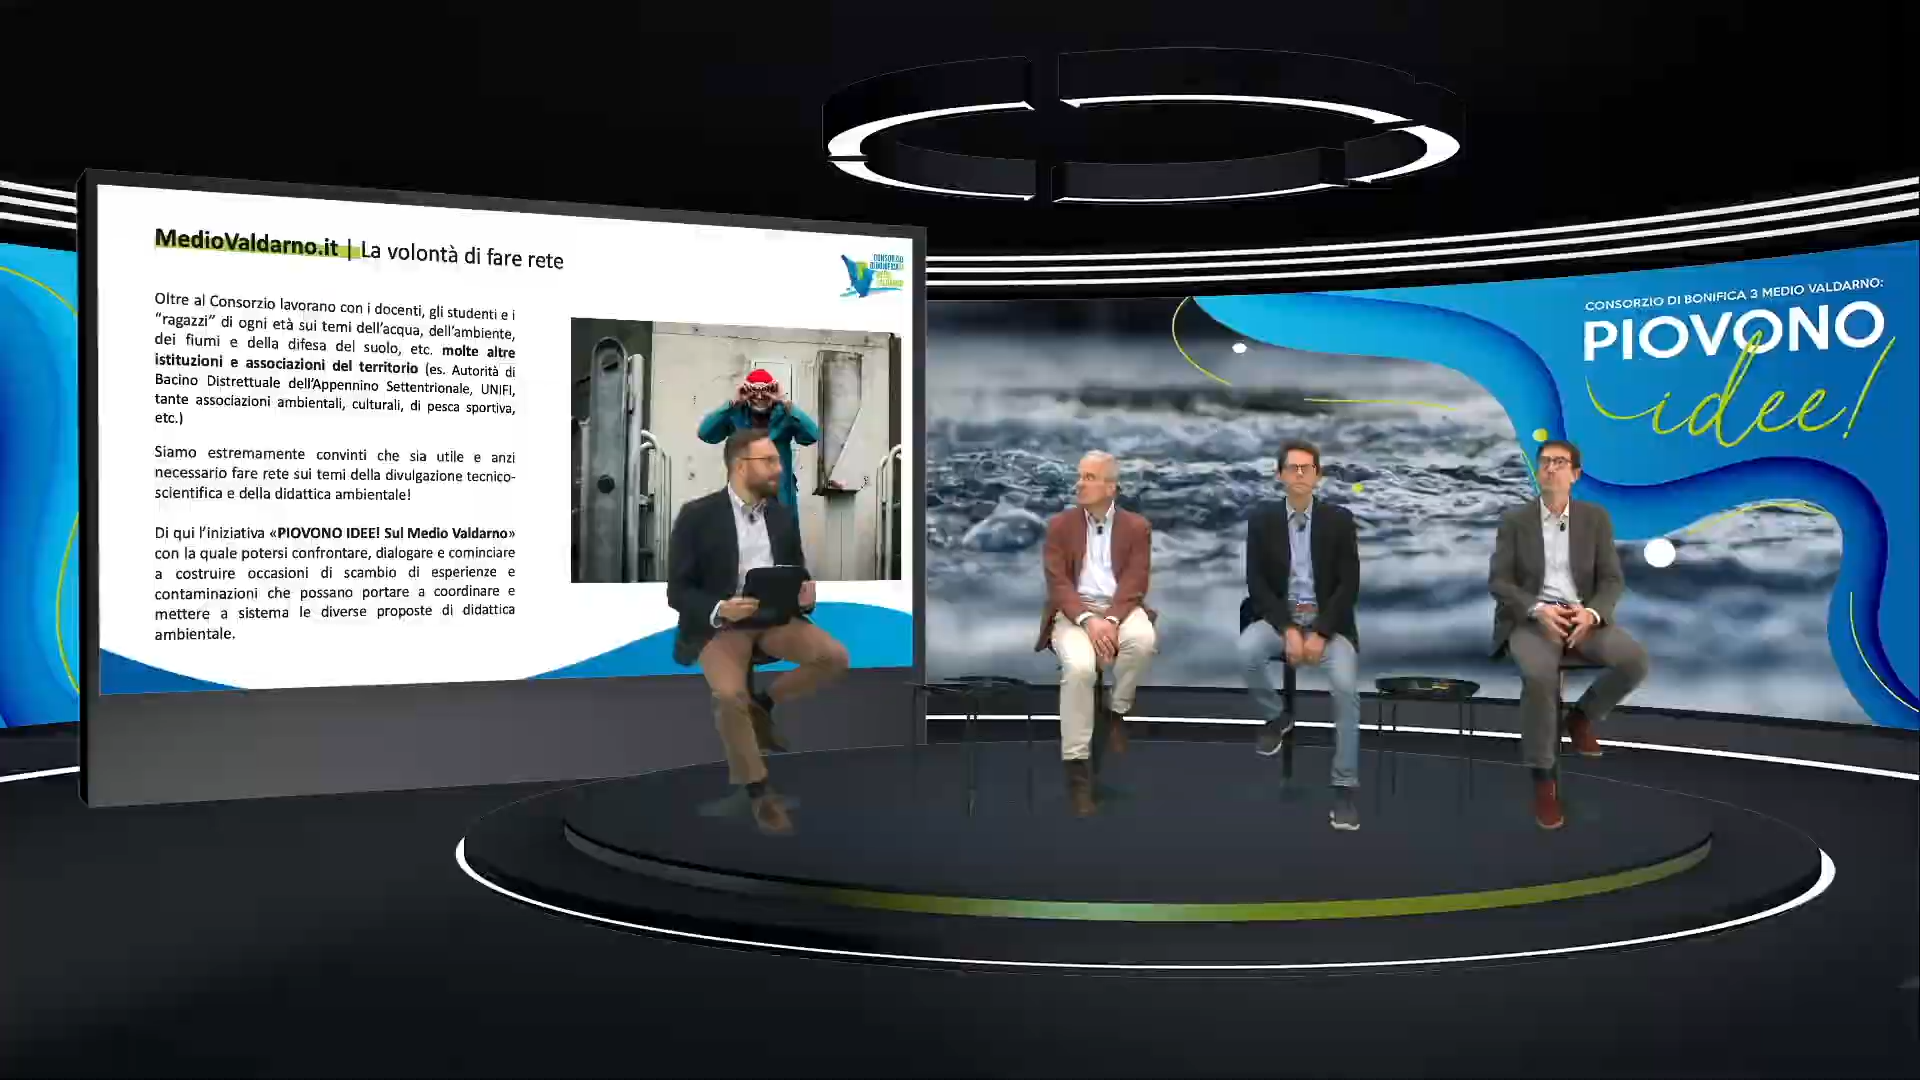 MedioValdarno.it | La volontà di fare rete
Oltre al Consorzio lavorano con i docenti, gli studenti e i
“ragazzi” di ogni età sui temi dell’acqua, dell’ambiente,
dei fiumi e della difesa del suolo, etc. molte altre
istituzioni e associazioni del territorio (es. Autorità di
Bacino Distrettuale dell’Appennino Settentrionale, UNIFI,
tante associazioni ambientali, culturali, di pesca sportiva,
etc.)
Siamo estremamente convinti che sia utile e anzi
necessario fare rete sui temi della divulgazione tecnico-
scientifica e della didattica ambientale!
Di qui l’iniziativa «PIOVONO IDEE! Sul Medio Valdarno»
con la quale potersi confrontare, dialogare e cominciare
a costruire occasioni di scambio di esperienze e
contaminazioni che possano portare a coordinare e
mettere a sistema le diverse proposte di didattica
ambientale.
CONSORZIO DI BONIFICA 3 MEDIO VALDARNO:
PIOVONO
idee!